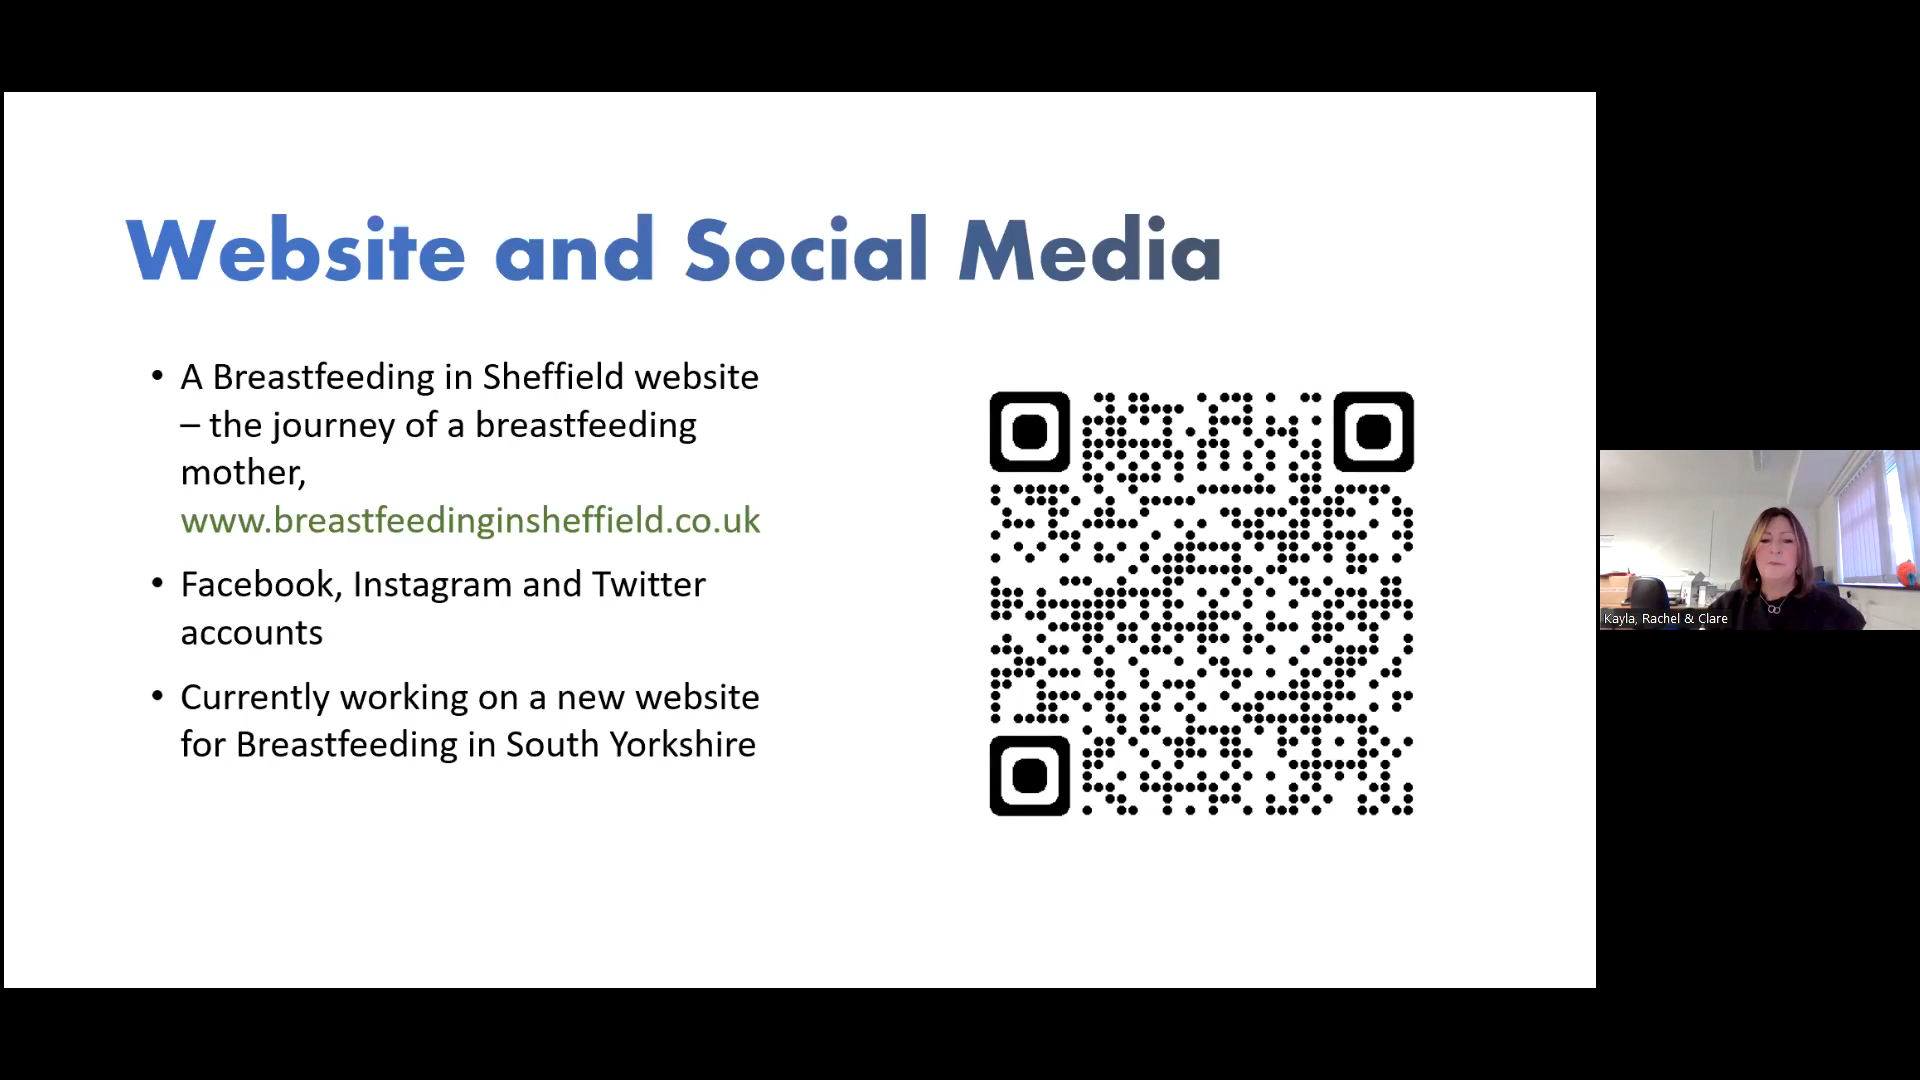 Website and Social Media
• A Breastfeeding in Sheffield website
– the journey of a breastfeeding
mother,
www.breastfeedinginsheffield.co.uk
• Facebook, Instagram and Twitter
accounts
• Currently working on a new website
for Breastfeeding in South Yorkshire
Kayla, Rachel & Clare